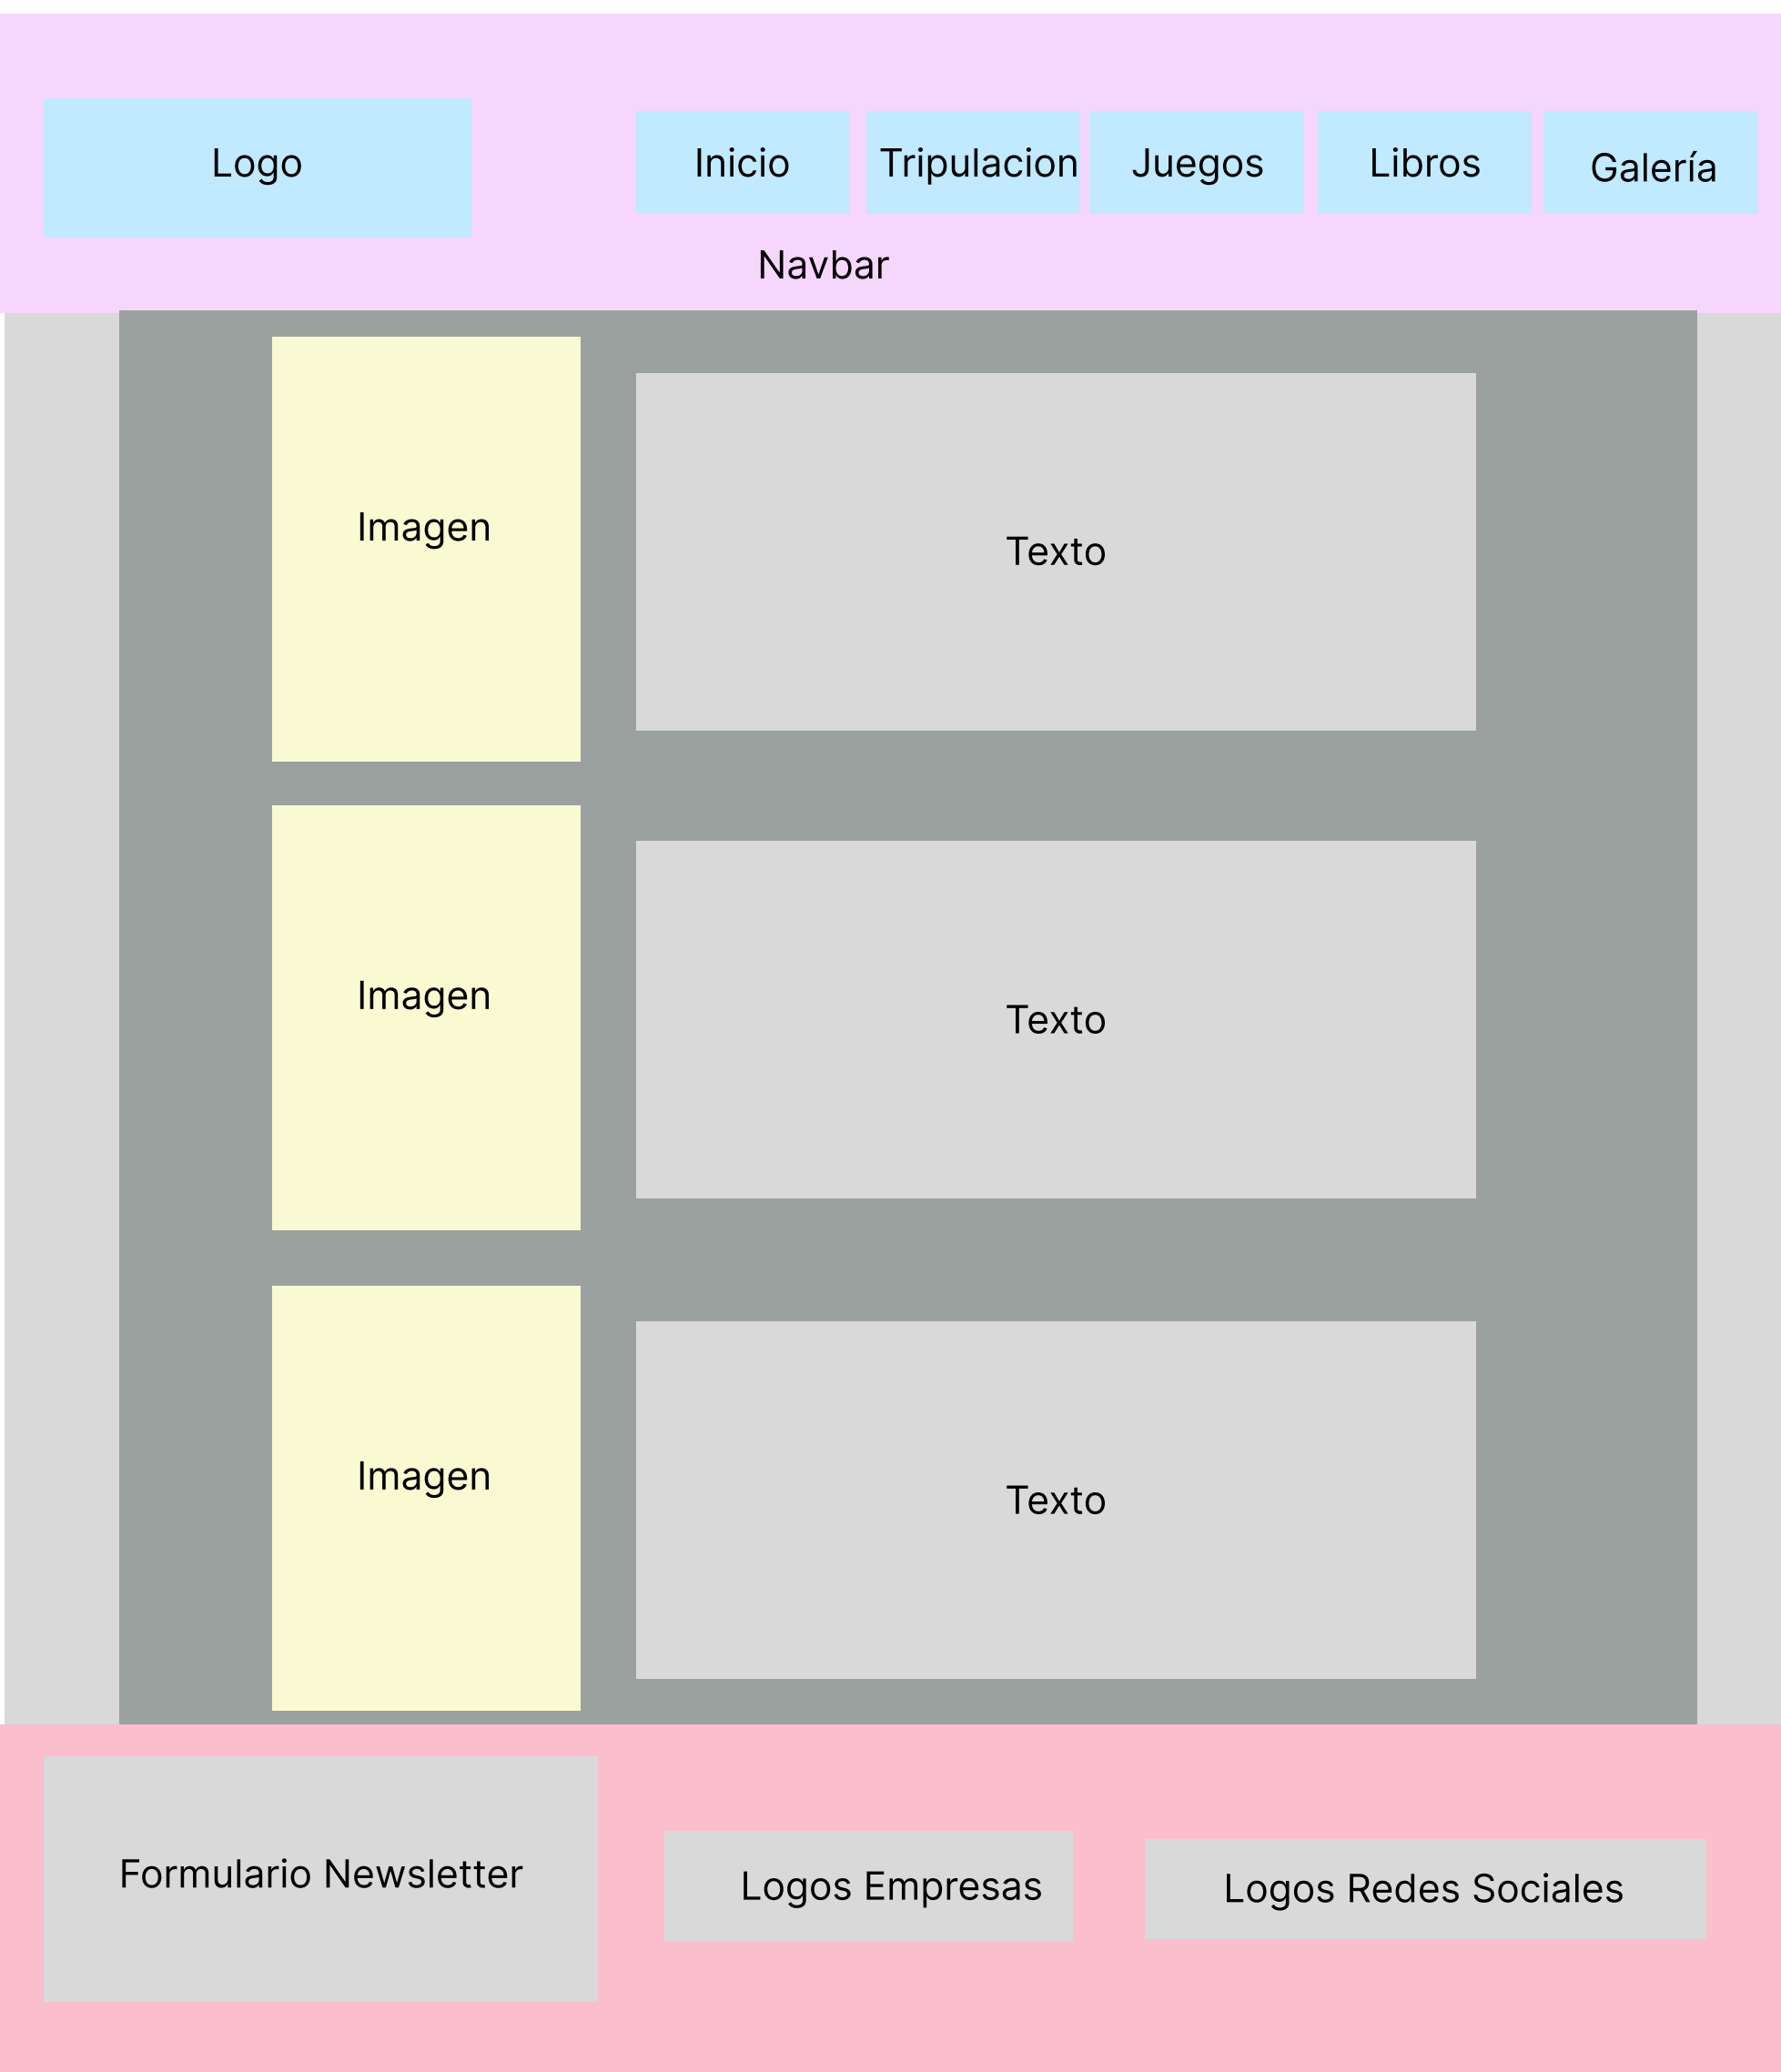 Logo
Inicio
Tripulacion
Juegos
Libros
Galería
Navbar
Imagen
Texto
Imagen
Texto
Imagen
Texto
Formulario Newsletter
Logos Empresas
Logos Redes Sociales